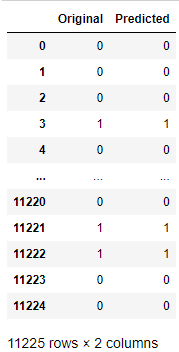 Original Predicted
0 0 0
1 0 0
2 0 0
3 1 1
4 0 0
... ... ...
11220 0 0
11221 1 1
11222 1 1
11223 0 0
11224 0 0
11225 rows × 2 columns